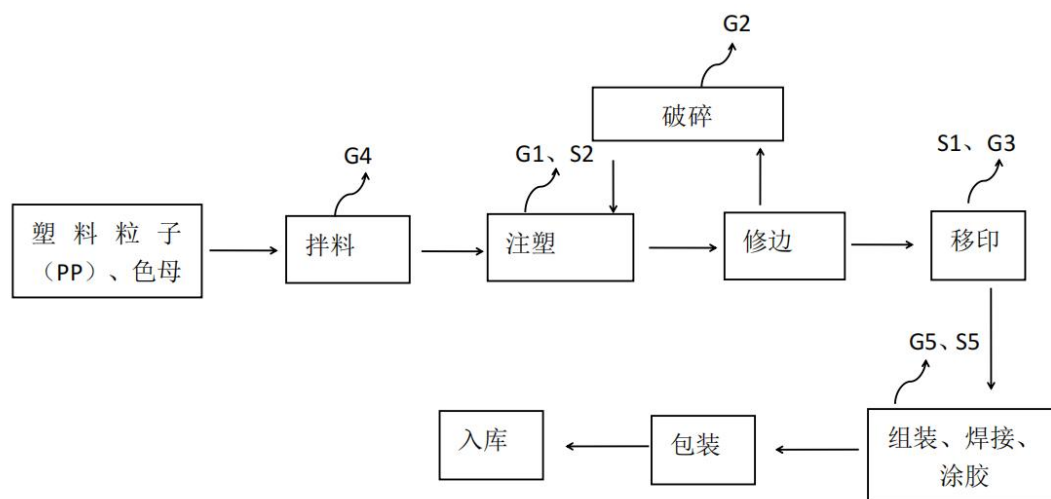 G2
破碎
G4
G1、S2
S1、G3
塑料粒子
（PP）、色母
拌料
注塑
修边
移印
G5、S5
入库
包装
组装、焊接、
涂胶